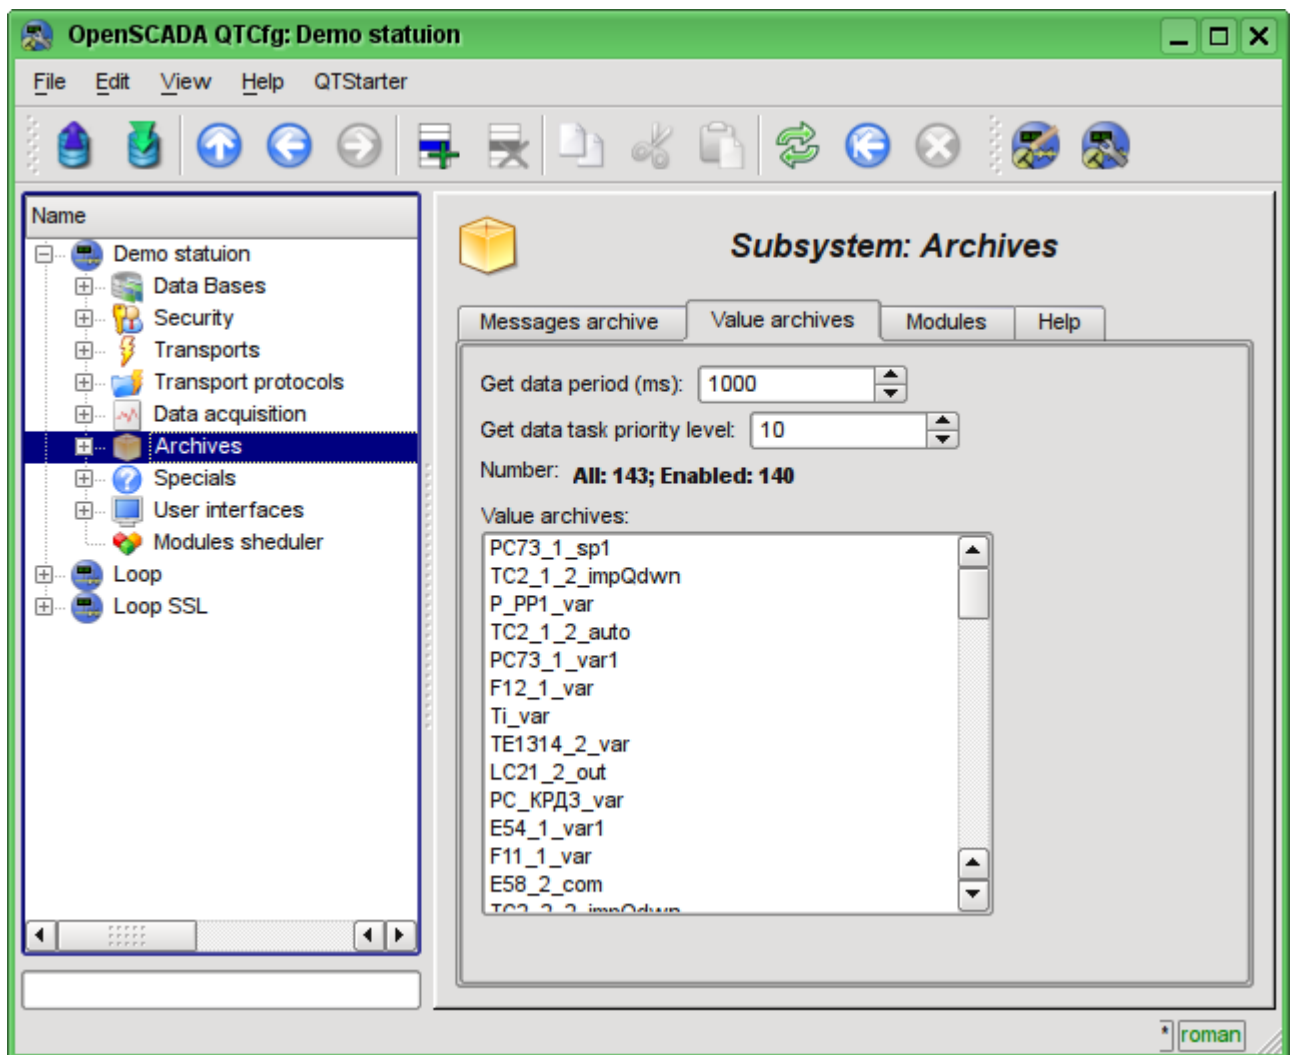 OpenSCADA QTCfg: Demo statuion
File Edit View Help QTStarter
Name
Demo statuion
Data Bases
Security
Transports
Transport protocols
Data acquisition
Archives
Specials
User interfaces
Modules sheduler
Loop
Loop SSL
Subsystem: Archives
Messages archive Value archives Modules Help
Get data period (ms): 1000
Get data task priority level: 10
Number: All: 143; Enabled: 140
Value archives:
PC73_1_sp1
TC2_1_2_impQdwn
P_PP1_var
TC2_1_2_auto
PC73_1_var1
F12_1_var
Ti_var
TE1314_2_var
LC21_2_out
PC_КРД3_var
E54_1_var1
F11_1_var
E58_2_com
TC2_2_2_impQdwn
* roman